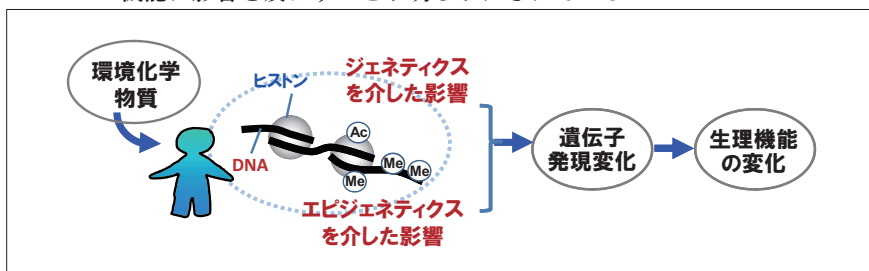 環境化学
物質
ヒストン
ジェネティクス
を介した影響
Ac
DNA
Me
Me
Me
エピジェネティクス
を介した影響
遺伝子
発現変化
生理機能
の変化